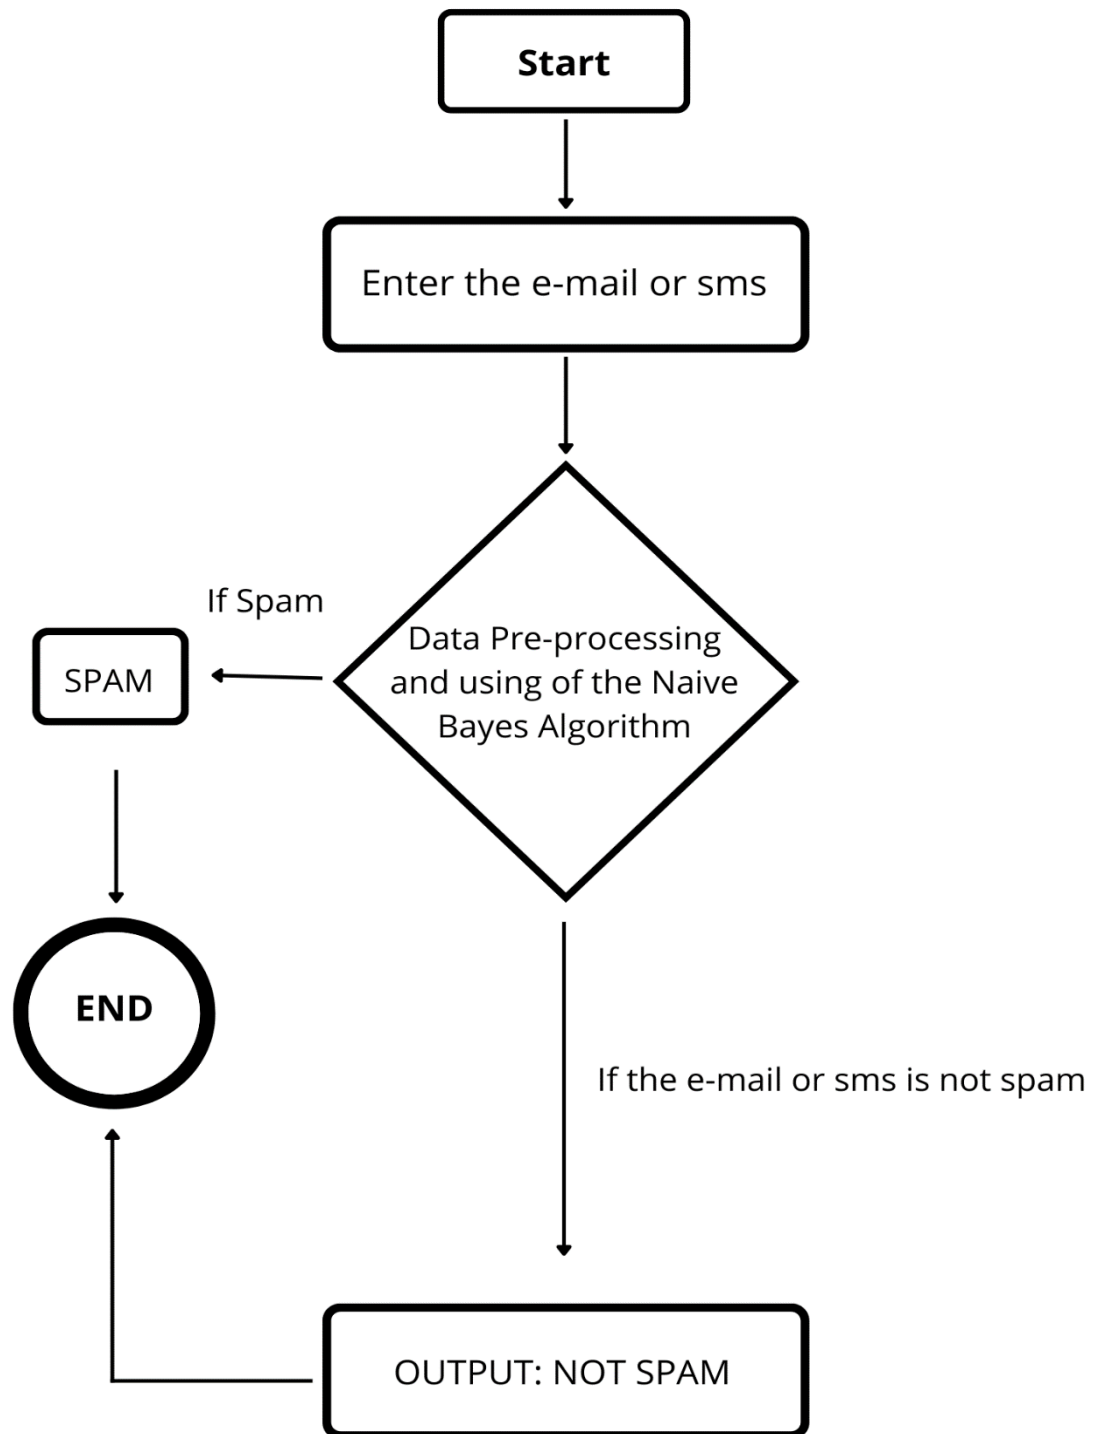 Start
Enter the e-mail or sms
If Spam
SPAM
Data Pre-processing
and using of the Naive
Bayes Algorithm
END
If the e-mail or sms is not spam
OUTPUT: NOT SPAM